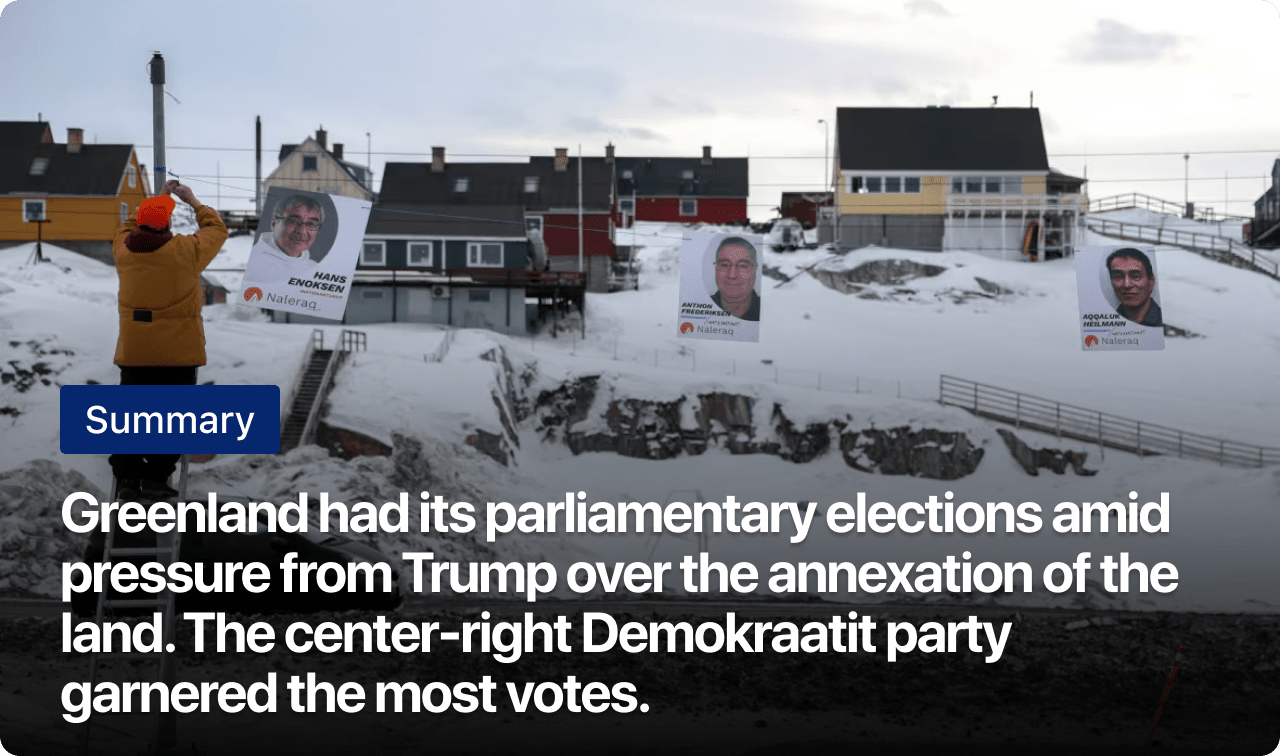 HANS
ENOKSEN
Naleraq
ANTHON
FREDERIKSEN
Naleraq
AQQALUK
HEILMANN
Naleraq
Summary
Greenland had its parliamentary elections amid
pressure from Trump over the annexation of the
land. The center-right Demokraatit party
garnered the most votes.